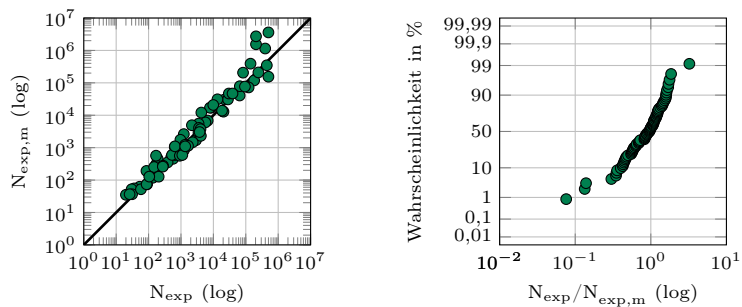 10^7
10^6
10^5
10^4
10^3
10^2
10^1
10^0
N_exp,m (log)
10^0 10^1 10^2 10^3 10^4 10^5 10^6 10^7
N_exp (log)
99,99
99,9
99
90
50
10
1
0,1
0,01
Wahrscheinlichkeit in %
10^-2 10^-1 10^0 10^1
N_exp/N_exp,m (log)